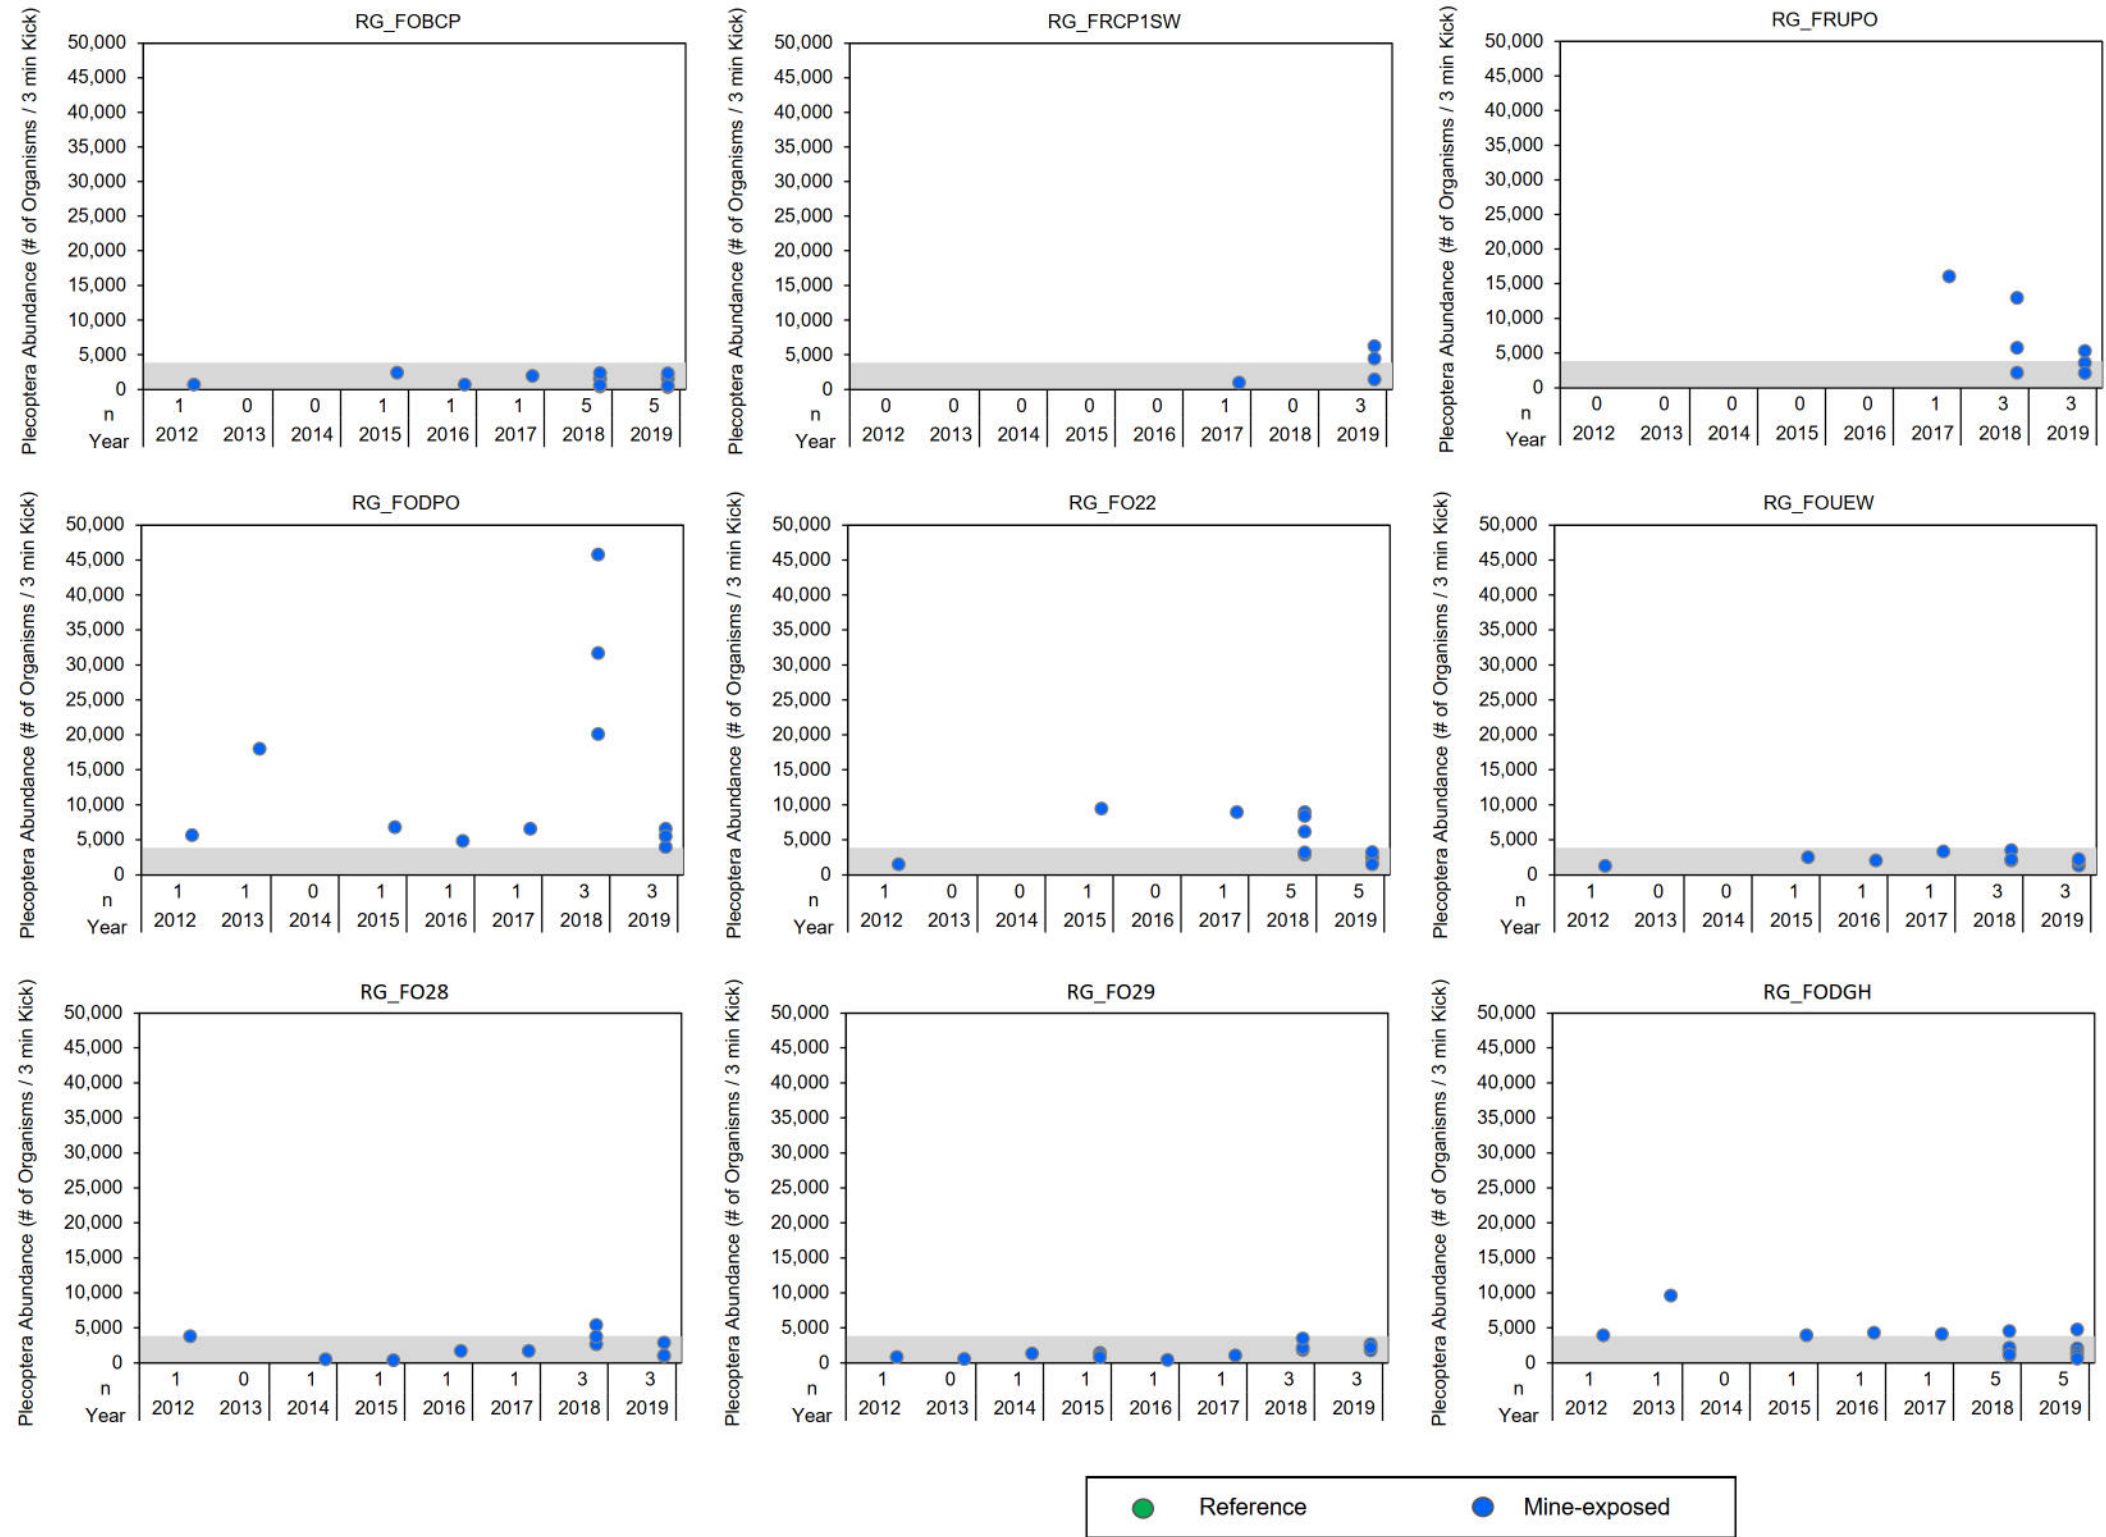 RG_FOBCP
RG_FRCP1SW
RG_FRUPO
Plecoptera Abundance (# of Organisms / 3 min Kick)
50,000
45,000
40,000
35,000
30,000
25,000
20,000
15,000
10,000
5,000
0
n 1 0 0 1 1 1 5 5
Year 2012 2013 2014 2015 2016 2017 2018 2019
Plecoptera Abundance (# of Organisms / 3 min Kick)
50,000
45,000
40,000
35,000
30,000
25,000
20,000
15,000
10,000
5,000
0
n 0 0 0 0 0 1 0 3
Year 2012 2013 2014 2015 2016 2017 2018 2019
Plecoptera Abundance (# of Organisms / 3 min Kick)
50,000
45,000
40,000
35,000
30,000
25,000
20,000
15,000
10,000
5,000
0
n 0 0 0 0 0 1 3 3
Year 2012 2013 2014 2015 2016 2017 2018 2019
RG_FODPO
RG_FO22
RG_FOUEW
Plecoptera Abundance (# of Organisms / 3 min Kick)
50,000
45,000
40,000
35,000
30,000
25,000
20,000
15,000
10,000
5,000
0
n 1 1 0 1 1 1 3 3
Year 2012 2013 2014 2015 2016 2017 2018 2019
Plecoptera Abundance (# of Organisms / 3 min Kick)
50,000
45,000
40,000
35,000
30,000
25,000
20,000
15,000
10,000
5,000
0
n 1 0 0 1 0 1 5 5
Year 2012 2013 2014 2015 2016 2017 2018 2019
Plecoptera Abundance (# of Organisms / 3 min Kick)
50,000
45,000
40,000
35,000
30,000
25,000
20,000
15,000
10,000
5,000
0
n 1 0 0 1 1 1 3 3
Year 2012 2013 2014 2015 2016 2017 2018 2019
RG_FO28
RG_FO29
RG_FODGH
Plecoptera Abundance (# of Organisms / 3 min Kick)
50,000
45,000
40,000
35,000
30,000
25,000
20,000
15,000
10,000
5,000
0
n 1 0 1 1 1 1 3 3
Year 2012 2013 2014 2015 2016 2017 2018 2019
Plecoptera Abundance (# of Organisms / 3 min Kick)
50,000
45,000
40,000
35,000
30,000
25,000
20,000
15,000
10,000
5,000
0
n 1 0 1 1 1 1 3 3
Year 2012 2013 2014 2015 2016 2017 2018 2019
Plecoptera Abundance (# of Organisms / 3 min Kick)
50,000
45,000
40,000
35,000
30,000
25,000
20,000
15,000
10,000
5,000
0
n 1 1 0 1 1 1 5 5
Year 2012 2013 2014 2015 2016 2017 2018 2019
Reference Mine-exposed